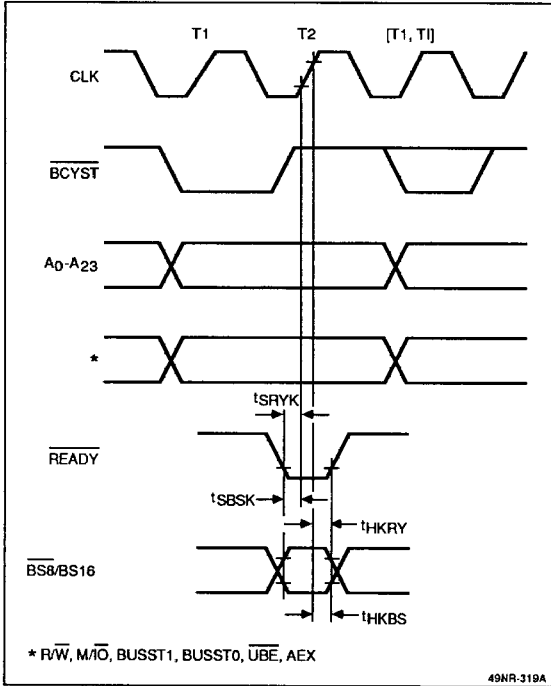 T1 T2 [T1, TI]
CLK
BCYST
A0-A23
*
tSRYK
READY
tSBSK
tHKRY
BS8/BS16
tHKBS
* R/W, M/IO, BUSST1, BUSST0, UBE, AEX
49NR-319A